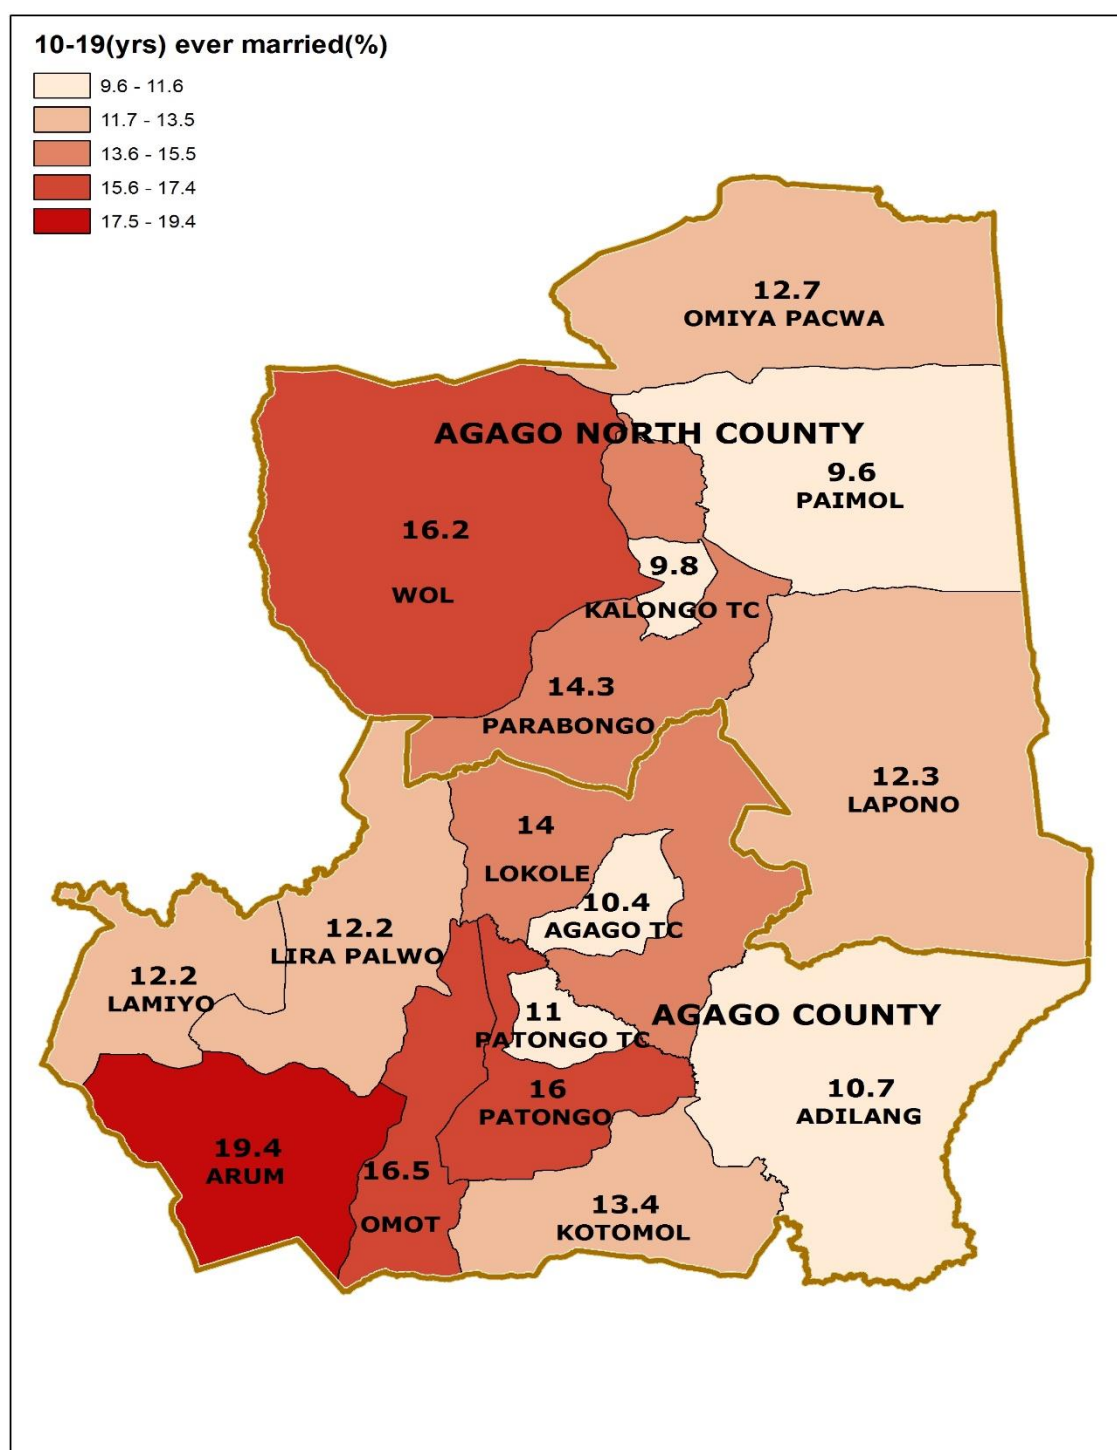 10-19(yrs) ever married(%)
9.6 - 11.6
11.7 - 13.5
13.6 - 15.5
15.6 - 17.4
17.5 - 19.4
12.7
OMIYA PACWA
AGAGO NORTH COUNTY
9.6
PAIMOL
16.2
WOL
9.8
KALONGO TC
14.3
PARABONGO
12.3
LAPONO
14
LOKOLE
10.4
AGAGO TC
12.2
LIRA PALWO
12.2
LAMIYO
11
PATONGO TC
AGAGO COUNTY
16
PATONGO
10.7
ADILANG
19.4
ARUM
16.5
OMOT
13.4
KOTOMOL